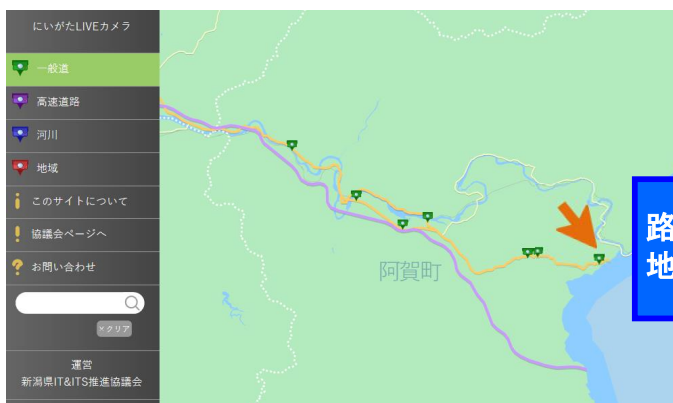 にいがたLIVEカメラ
一般道
高速道路
河川
地域
このサイトについて
協議会ページへ
お問い合わせ
×クリア
運営
新潟県IT&ITS推進協議会
阿賀町
路
地